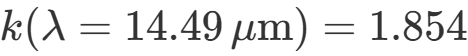 k(λ = 14.49 μm) = 1.854